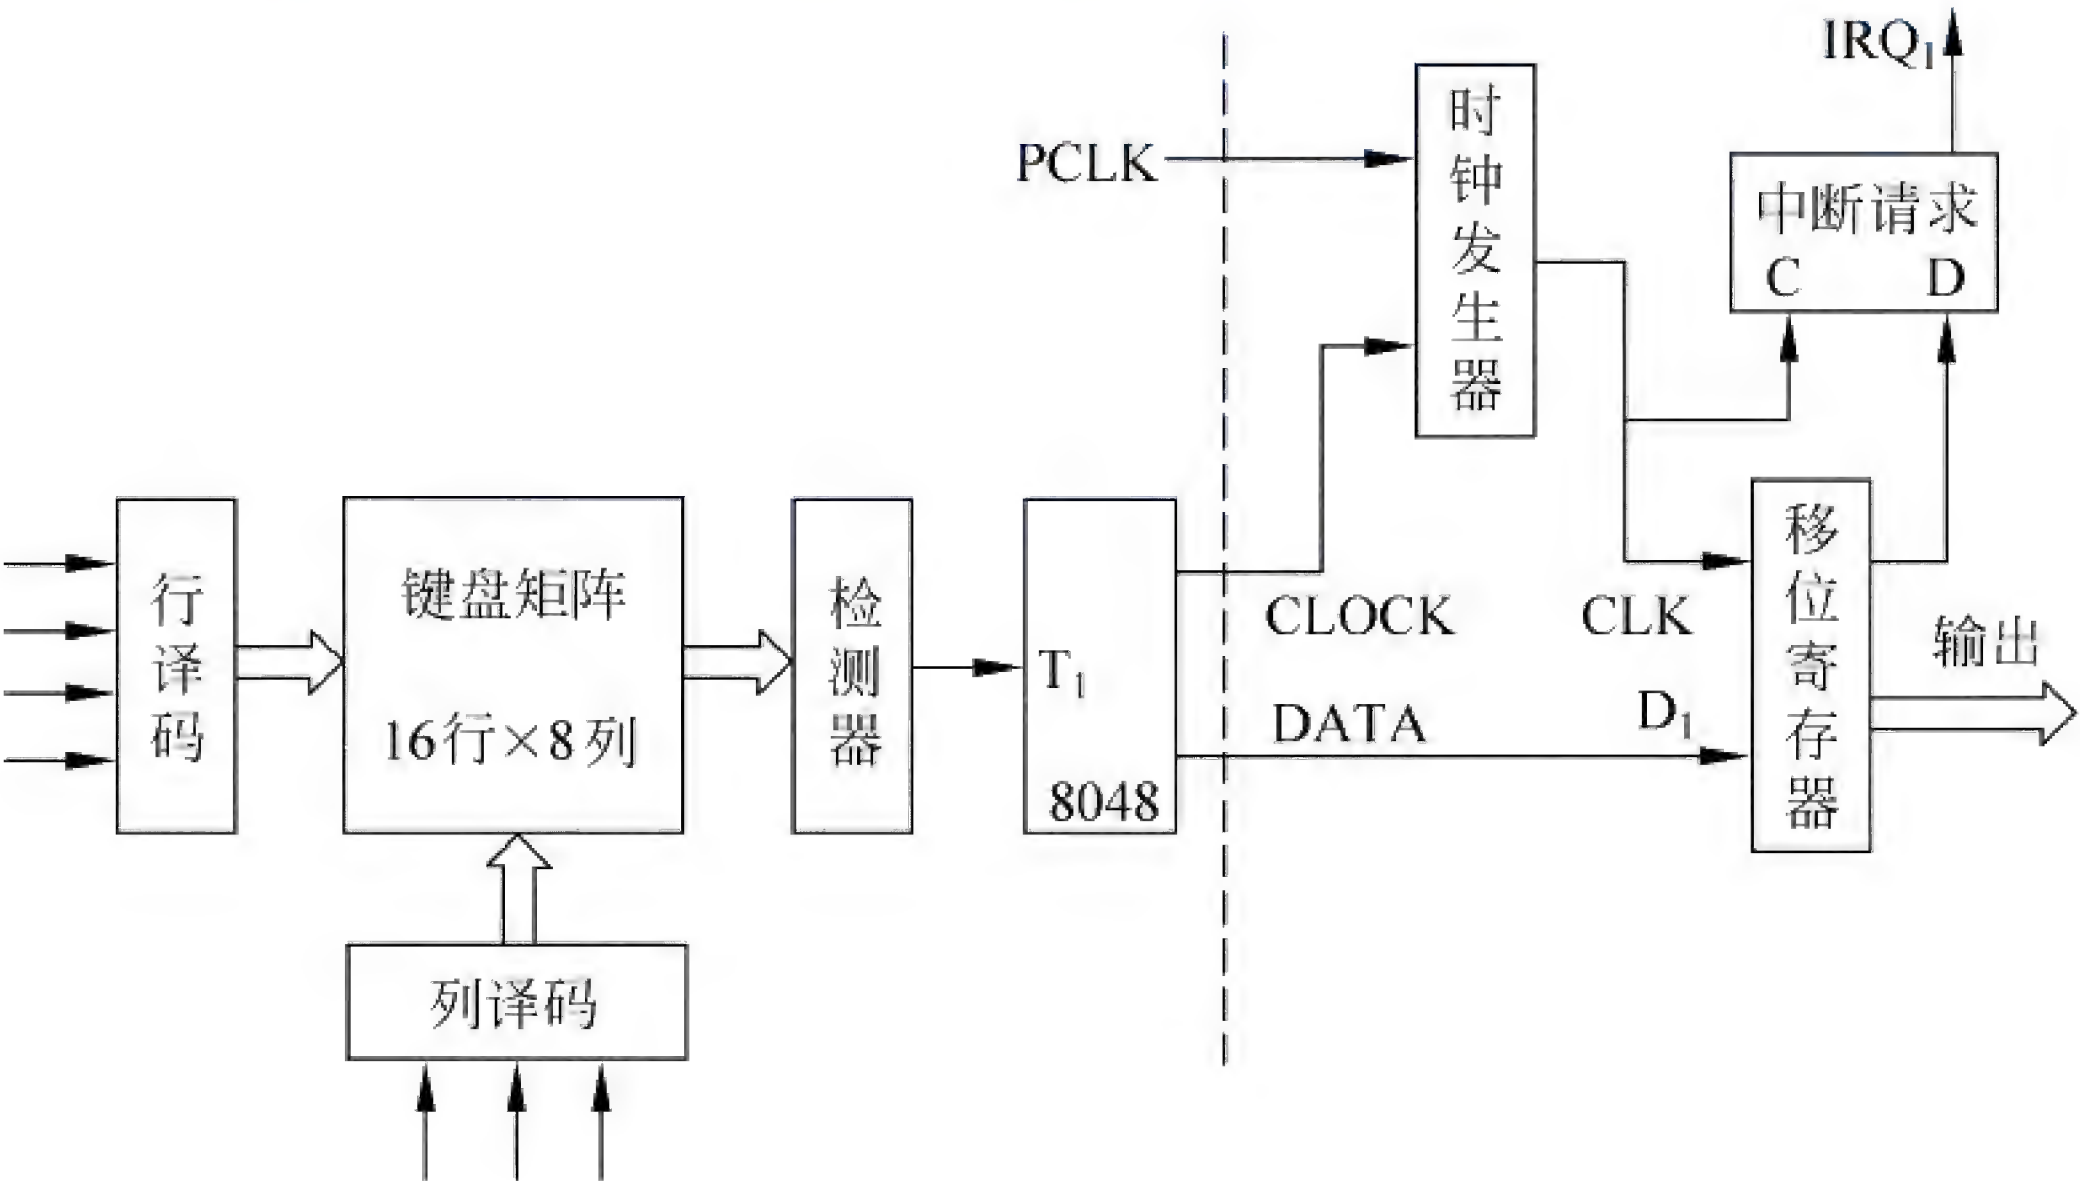 IRQ₁
PCLK
时钟发生器
中断请求
C D
行译码
键盘矩阵
16行×8列
检测器
T₁
8048
CLOCK
CLK
DATA
D₁
移位寄存器
输出
列译码